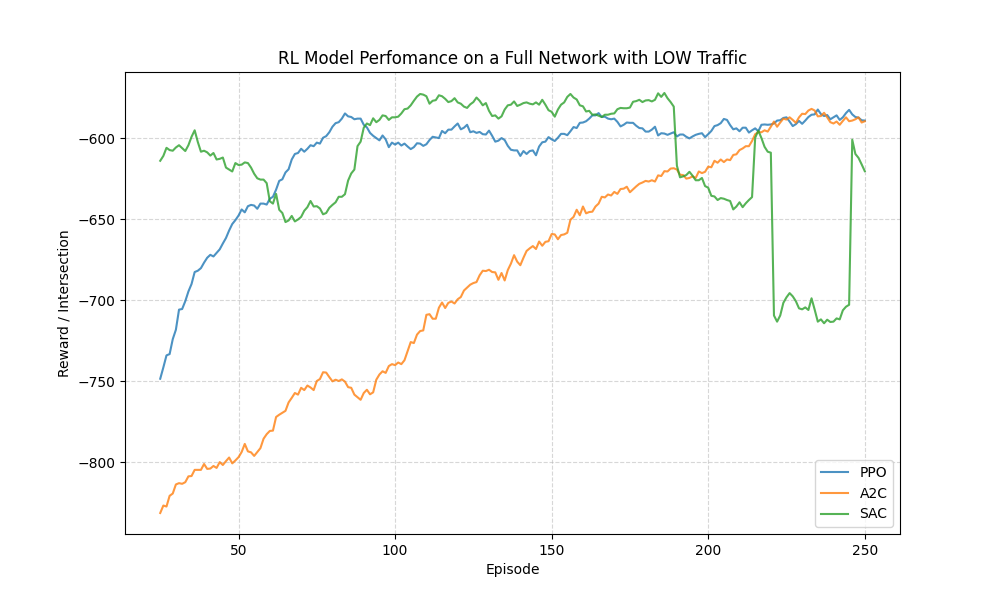 RL Model Perfomance on a Full Network with LOW Traffic
Reward / Intersection
−600
−650
−700
−750
−800
50
100
150
200
250
Episode
PPO
A2C
SAC